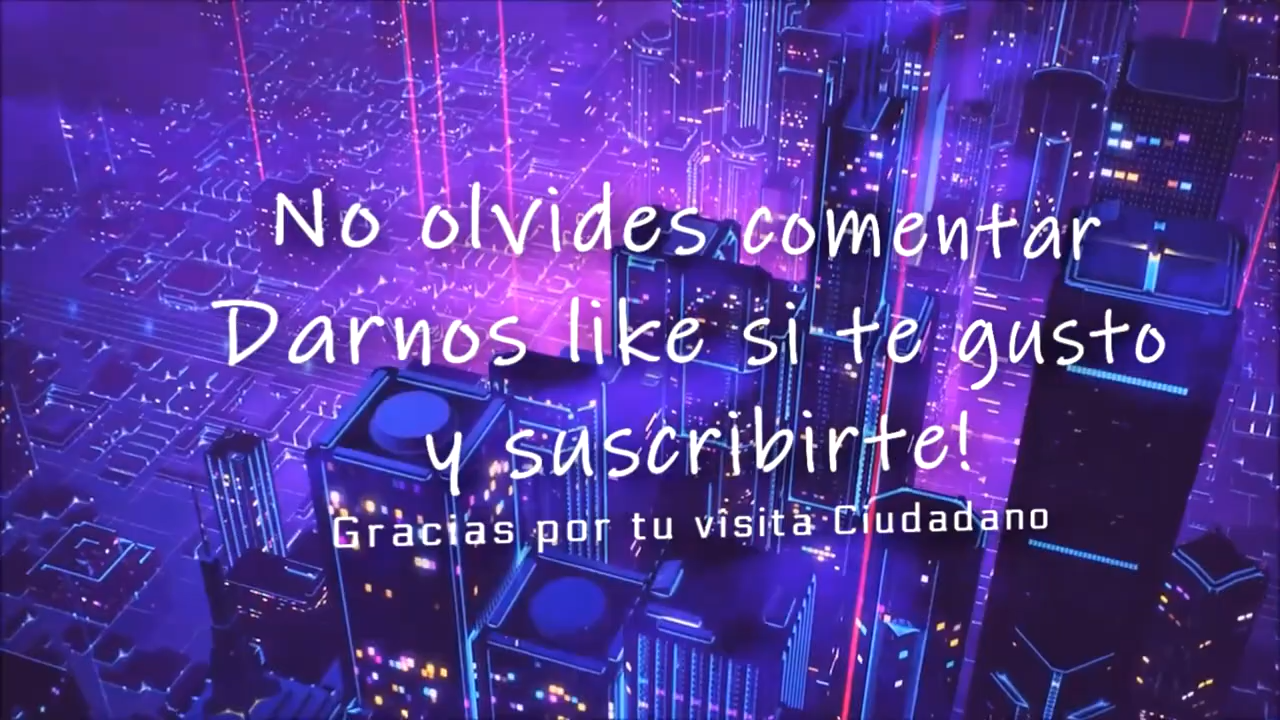 No olvides comentar
Darnos like si te gusto
y suscribirte!
Gracias por tu visita Ciudadano